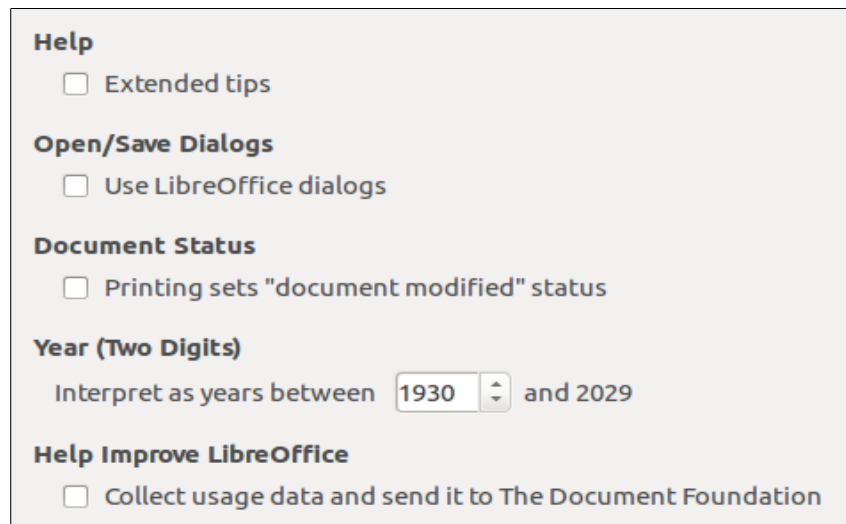 Help
Extended tips
Open/Save Dialogs
Use LibreOffice dialogs
Document Status
Printing sets "document modified" status
Year (Two Digits)
Interpret as years between 1930 and 2029
Help Improve LibreOffice
Collect usage data and send it to The Document Foundation